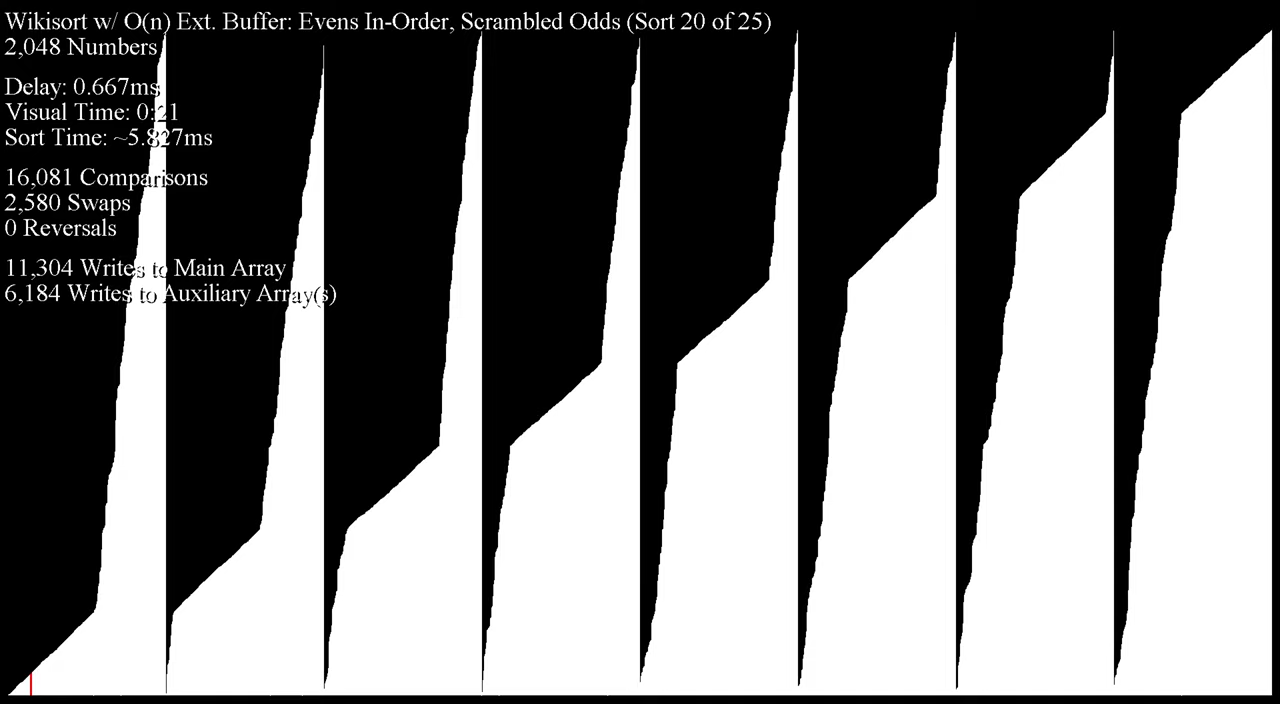 Wikisort w/ O(n) Ext. Buffer: Evens In-Order, Scrambled Odds (Sort 20 of 25)
2,048 Numbers
Delay: 0.667ms
Visual Time: 0:21
Sort Time: ~5.827ms
16,081 Comparisons
2,580 Swaps
0 Reversals
11,304 Writes to Main Array
6,184 Writes to Auxiliary Array(s)